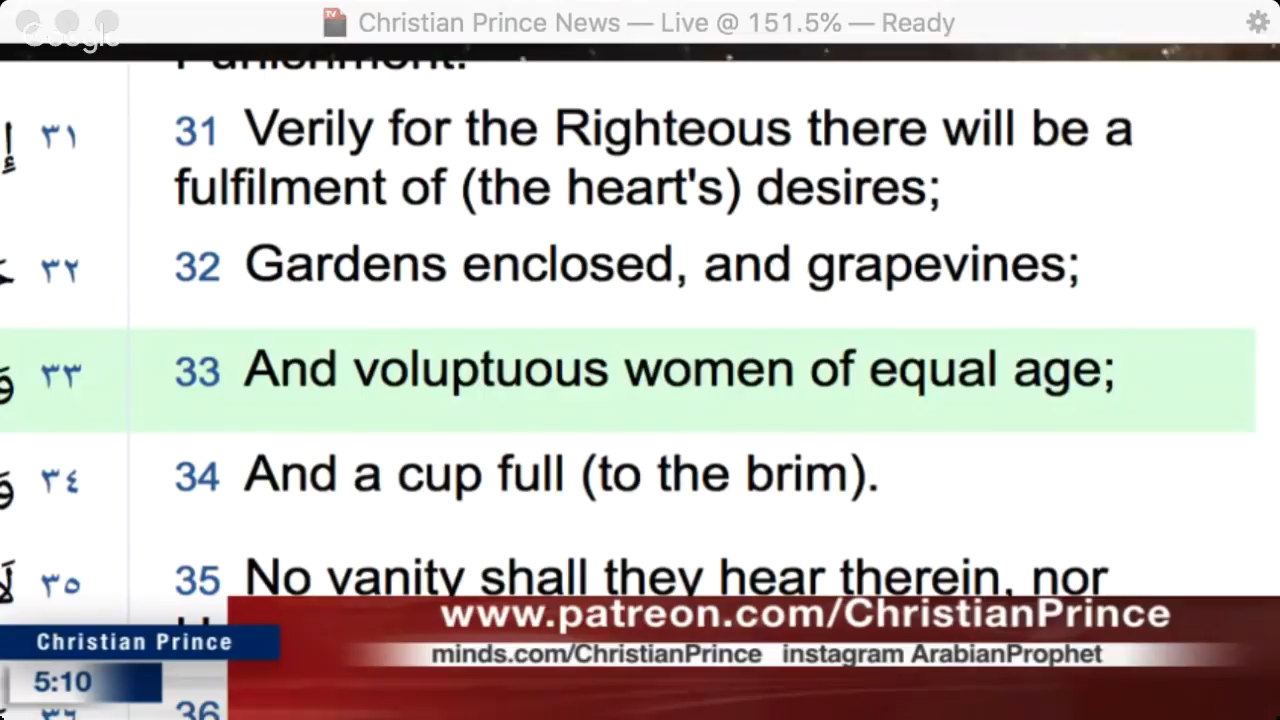 Christian Prince News — Live @ 151.5% — Ready
Google
٣١ 31 Verily for the Righteous there will be a
fulfilment of (the heart's) desires;
٣٢ 32 Gardens enclosed, and grapevines;
٣٣ 33 And voluptuous women of equal age;
٣٤ 34 And a cup full (to the brim).
٣٥ 35 No vanity shall they hear therein, nor
www.patreon.com/ChristianPrince
Christian Prince
minds.com/ChristianPrince instagram ArabianProphet
5:10
٣٦ 36